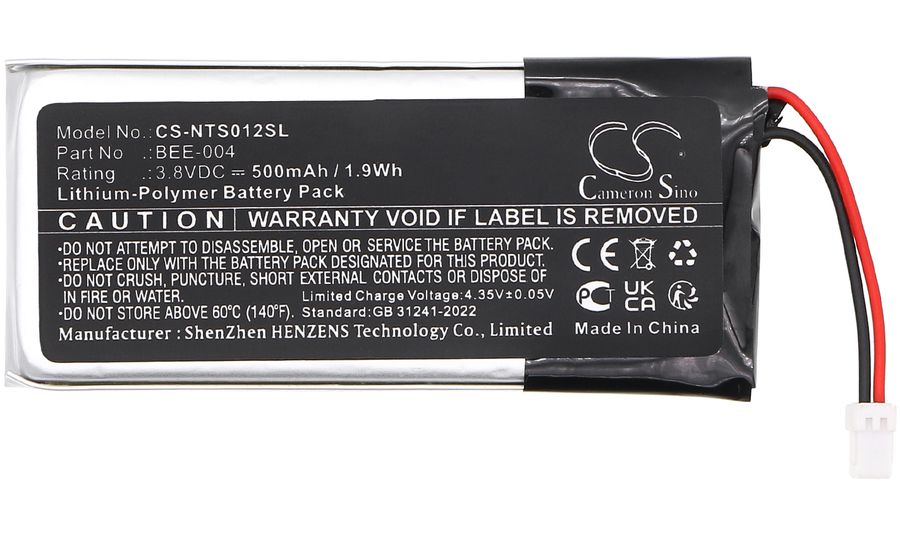 Model No.: CS-NTS012SL
Part No : BEE-004
Rating : 3.8VDC ⎓ 500mAh / 1.9Wh
Lithium-Polymer Battery Pack
CS
Cameron Sino
CAUTION WARRANTY VOID IF LABEL IS REMOVED
•DO NOT ATTEMPT TO DISASSEMBLE, OPEN OR SERVICE THE BATTERY PACK.
•REPLACE ONLY WITH THE BATTERY PACK DESIGNATED FOR THIS PRODUCT.
•DO NOT CRUSH, PUNCTURE, SHORT EXTERNAL CONTACTS OR DISPOSE OF
IN FIRE OR WATER. Limited Charge Voltage:4.35V±0.05V
•DO NOT STORE ABOVE 60°C (140°F). Standard:GB 31241-2022
Manufacturer : ShenZhen HENZENS Technology Co., Limited
CE
PCT UK CA
Made In China